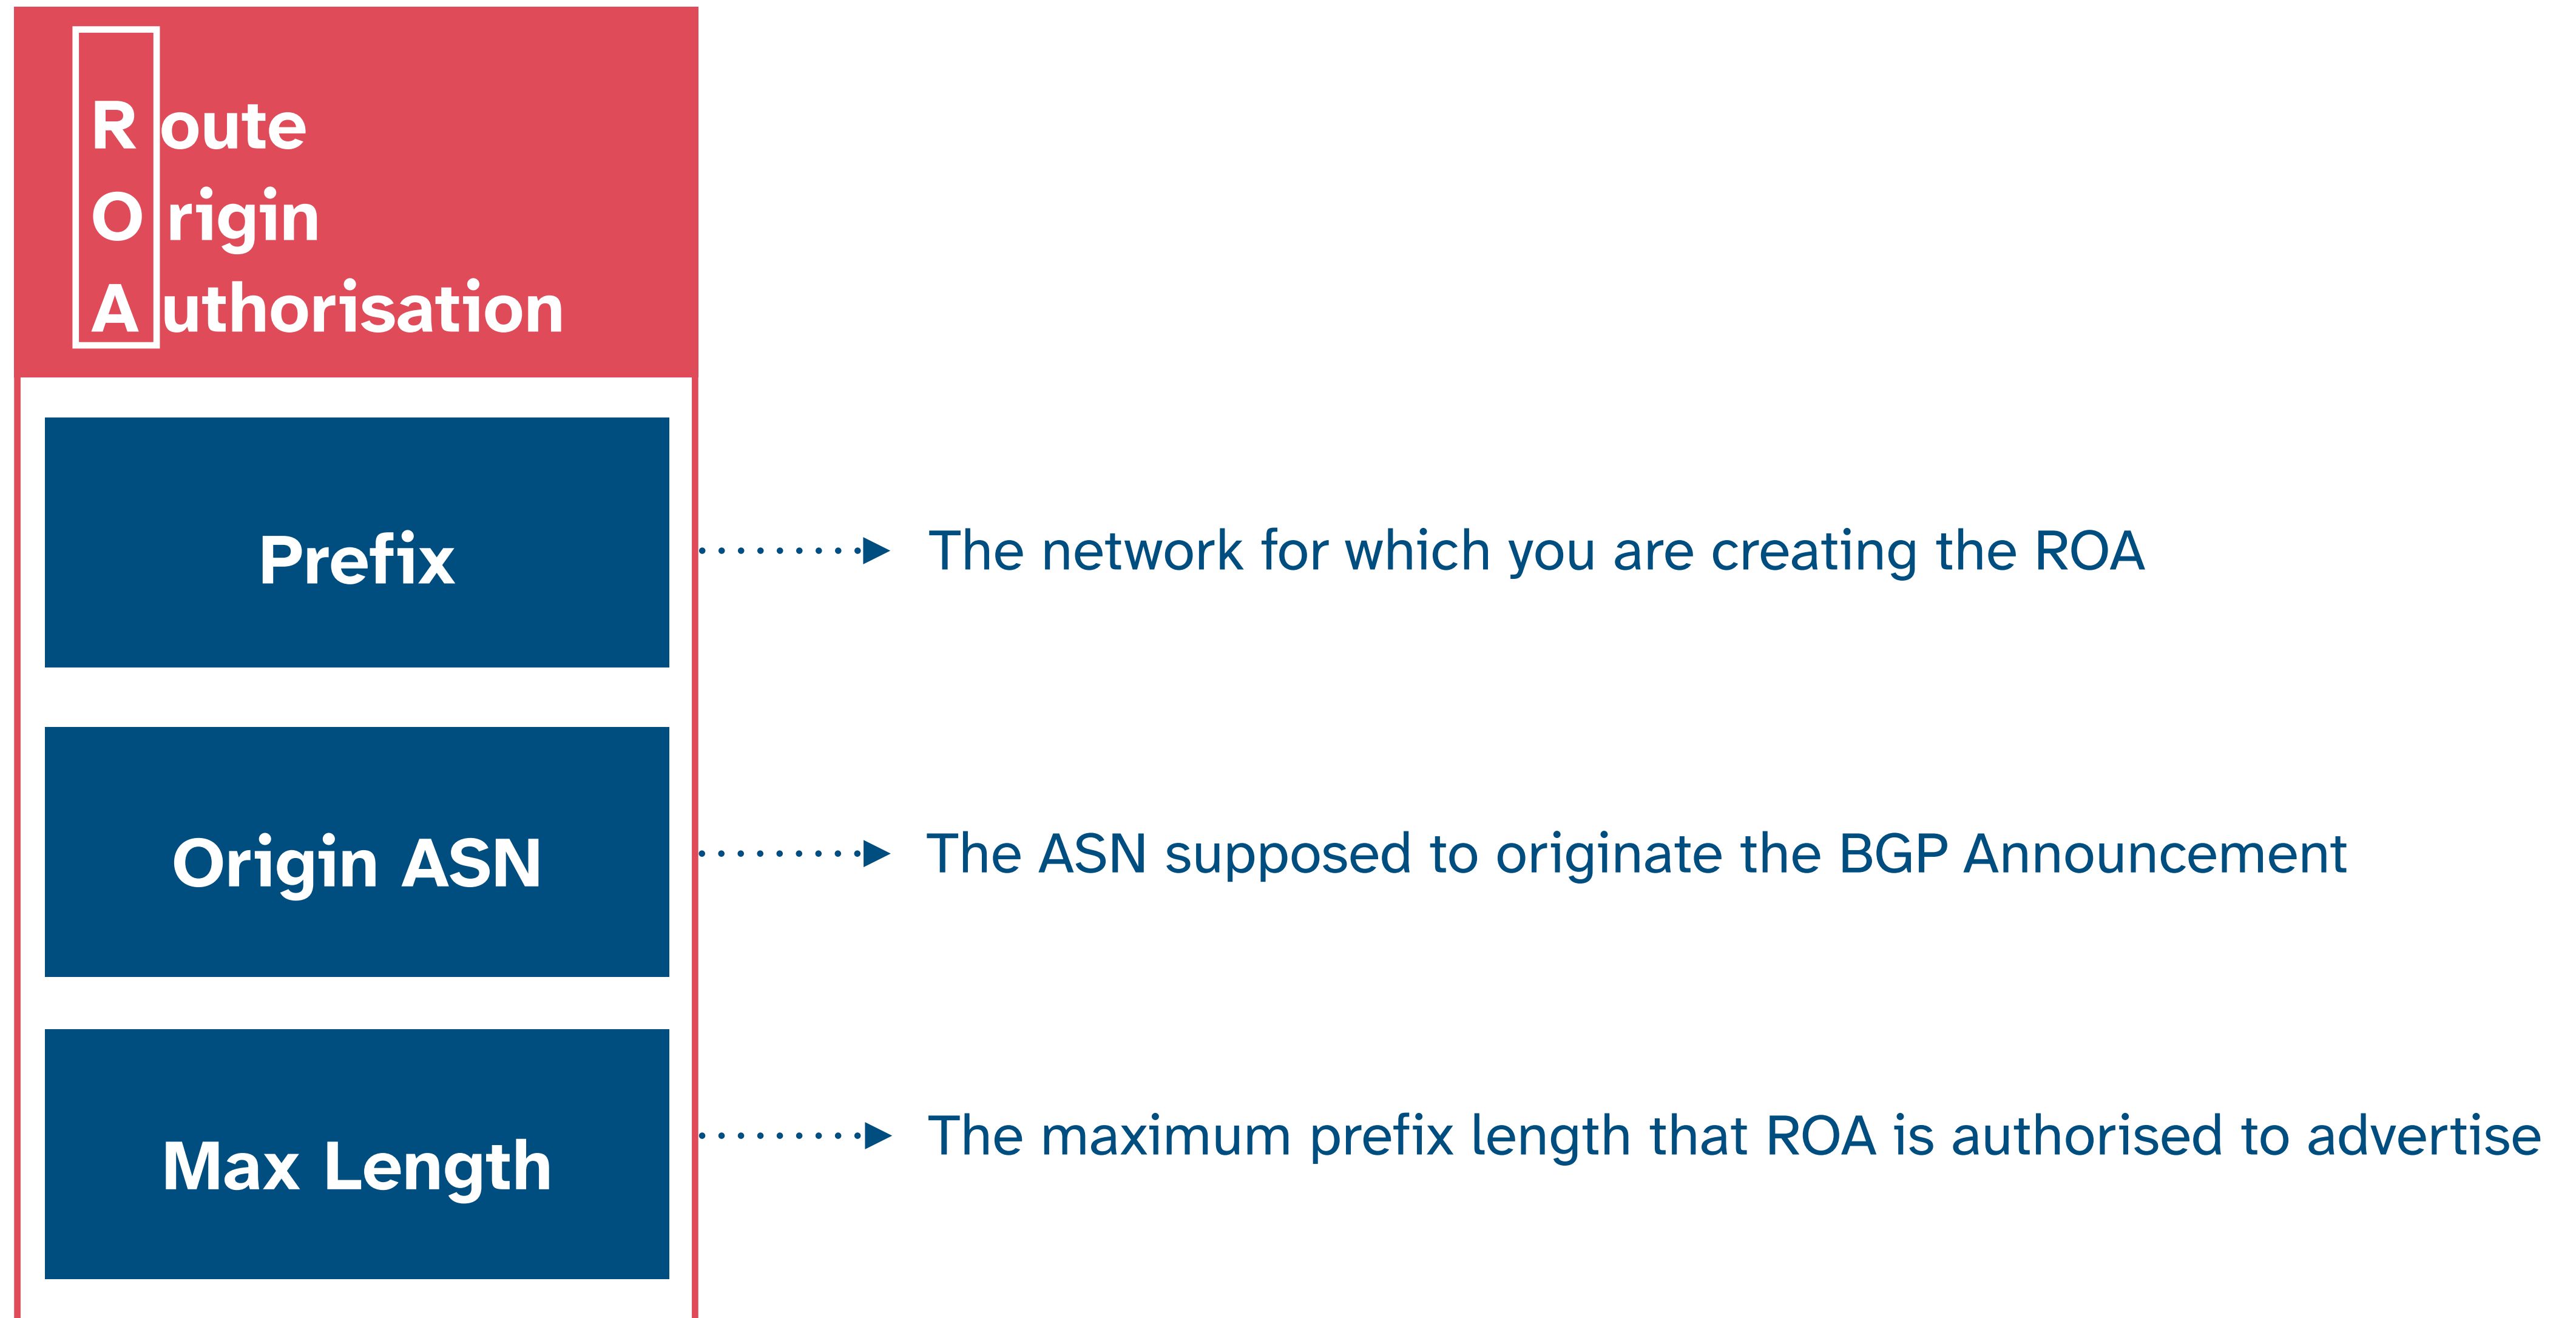 Route
Origin
Authorisation
Prefix
The network for which you are creating the ROA
Origin ASN
The ASN supposed to originate the BGP Announcement
Max Length
The maximum prefix length that ROA is authorised to advertise